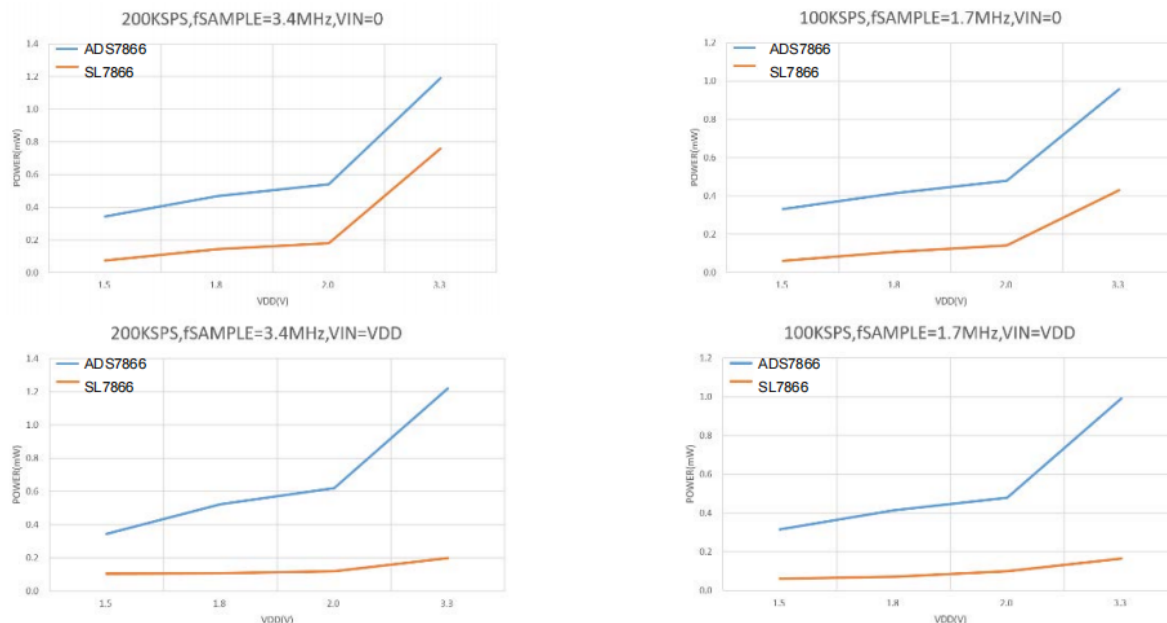 200KSPS,fSAMPLE=3.4MHz,VIN=0
1.4
1.2
1.0
0.8
0.6
0.4
0.2
0.0
POWER(mW)
ADS7866
SL7866
1.5 1.8 2.0 3.3
VDD(V)
100KSPS,fSAMPLE=1.7MHz,VIN=0
1.2
1.0
0.8
0.6
0.4
0.2
0.0
POWER(mW)
ADS7866
SL7866
1.5 1.8 2.0 3.3
VDD(V)
200KSPS,fSAMPLE=3.4MHz,VIN=VDD
1.4
1.2
1.0
0.8
0.6
0.4
0.2
0.0
POWER(mW)
ADS7866
SL7866
1.5 1.8 2.0 3.3
VDD(V)
100KSPS,fSAMPLE=1.7MHz,VIN=VDD
1.2
1.0
0.8
0.6
0.4
0.2
0.0
POWER(mW)
ADS7866
SL7866
1.5 1.8 2.0 3.3
VDD(V)